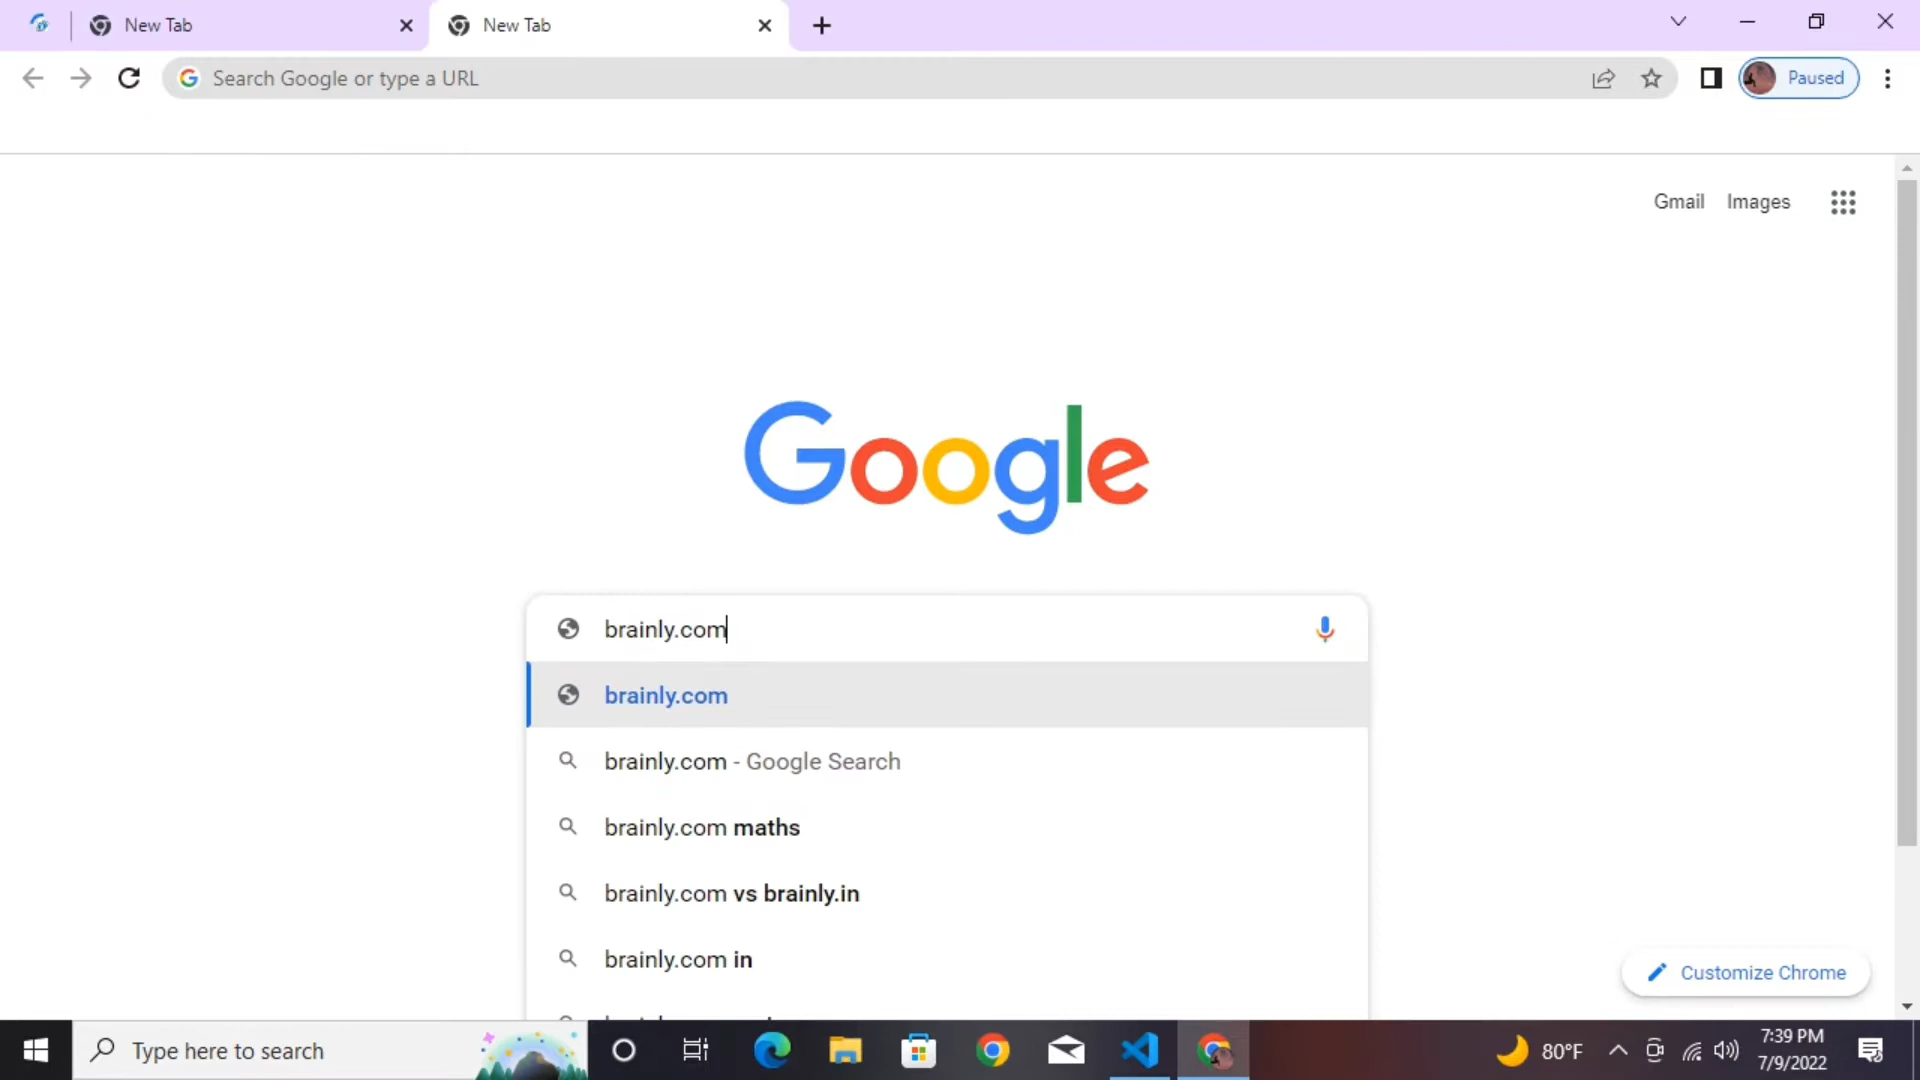 New Tab
New Tab
Search Google or type a URL
Paused
Gmail Images
Google
brainly.com
brainly.com
brainly.com - Google Search
brainly.com maths
brainly.com vs brainly.in
brainly.com in
Customize Chrome
Type here to search
80°F
7:39 PM
7/9/2022